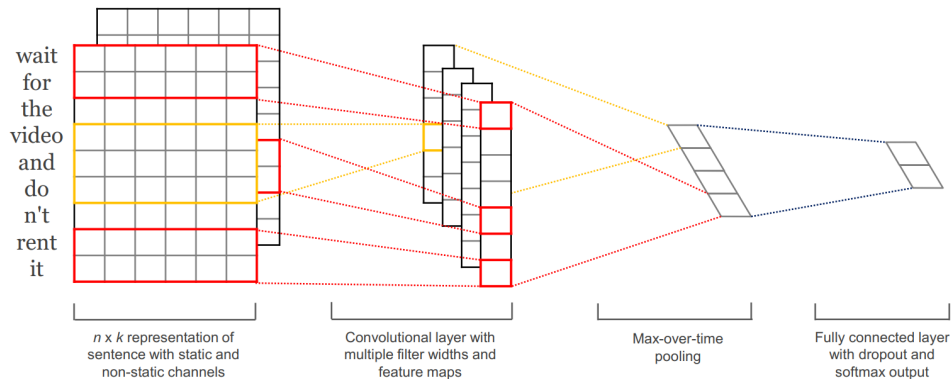 wait
for
the
video
and
do
n't
rent
it
n x k representation of
sentence with static and
non-static channels
Convolutional layer with
multiple filter widths and
feature maps
Max-over-time
pooling
Fully connected layer
with dropout and
softmax output